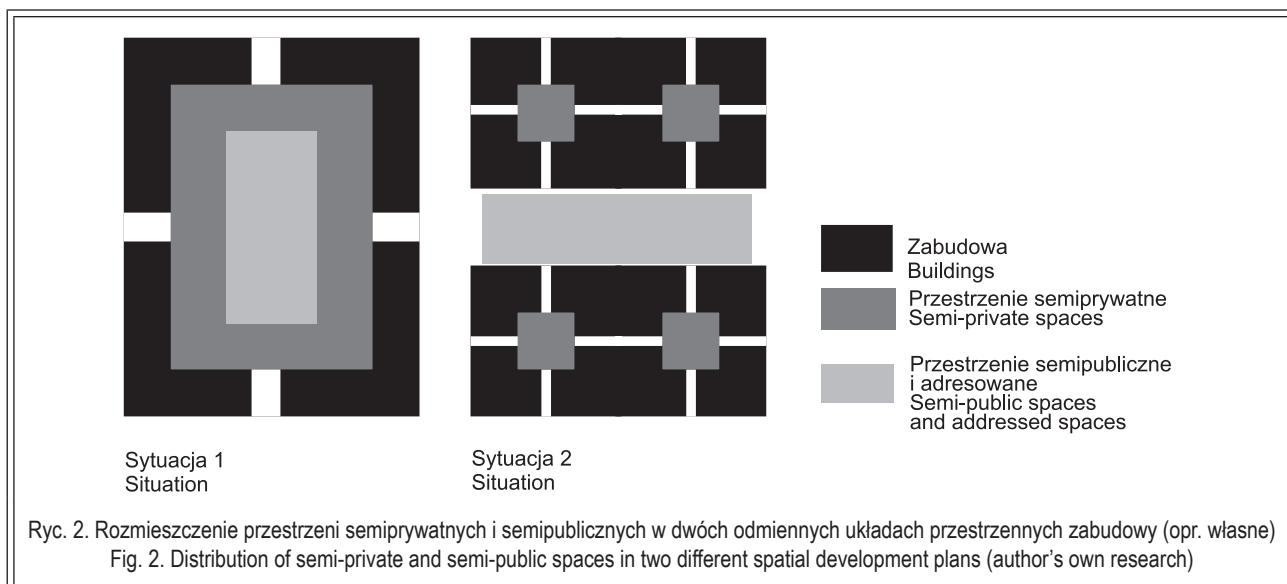 Zabudowa
Buildings
Przestrzenie semiprywatne
Semi-private spaces
Przestrzenie semipubliczne
i adresowane
Semi-public spaces
and addressed spaces
Sytuacja 1
Situation
Sytuacja 2
Situation
Ryc. 2. Rozmieszczenie przestrzeni semiprywatnych i semipublicznych w dwóch odmiennych układach przestrzennych zabudowy (opr. własne)
Fig. 2. Distribution of semi-private and semi-public spaces in two different spatial development plans (author's own research)